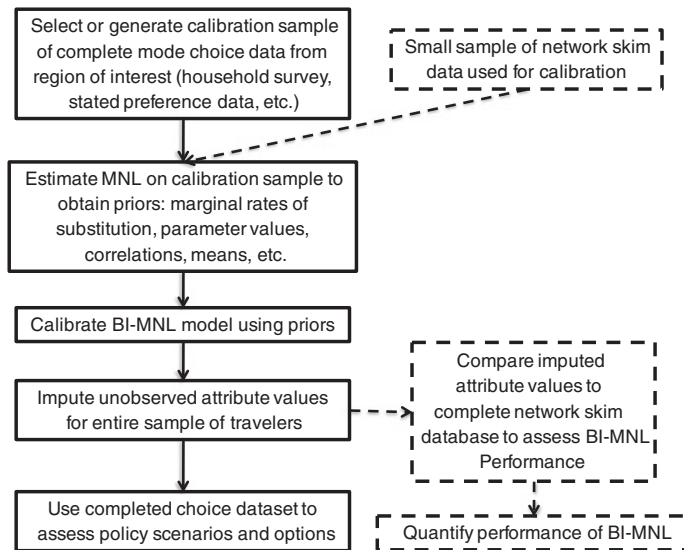 Select or generate calibration sample
of complete mode choice data from
region of interest (household survey,
stated preference data, etc.)
Small sample of network skim
data used for calibration
Estimate MNL on calibration sample to
obtain priors: marginal rates of
substitution, parameter values,
correlations, means, etc.
Calibrate BI-MNL model using priors
Impute unobserved attribute values
for entire sample of travelers
Compare imputed
attribute values to
complete network skim
database to assess BI-MNL
Performance
Use completed choice dataset to
assess policy scenarios and options
Quantify performance of BI-MNL